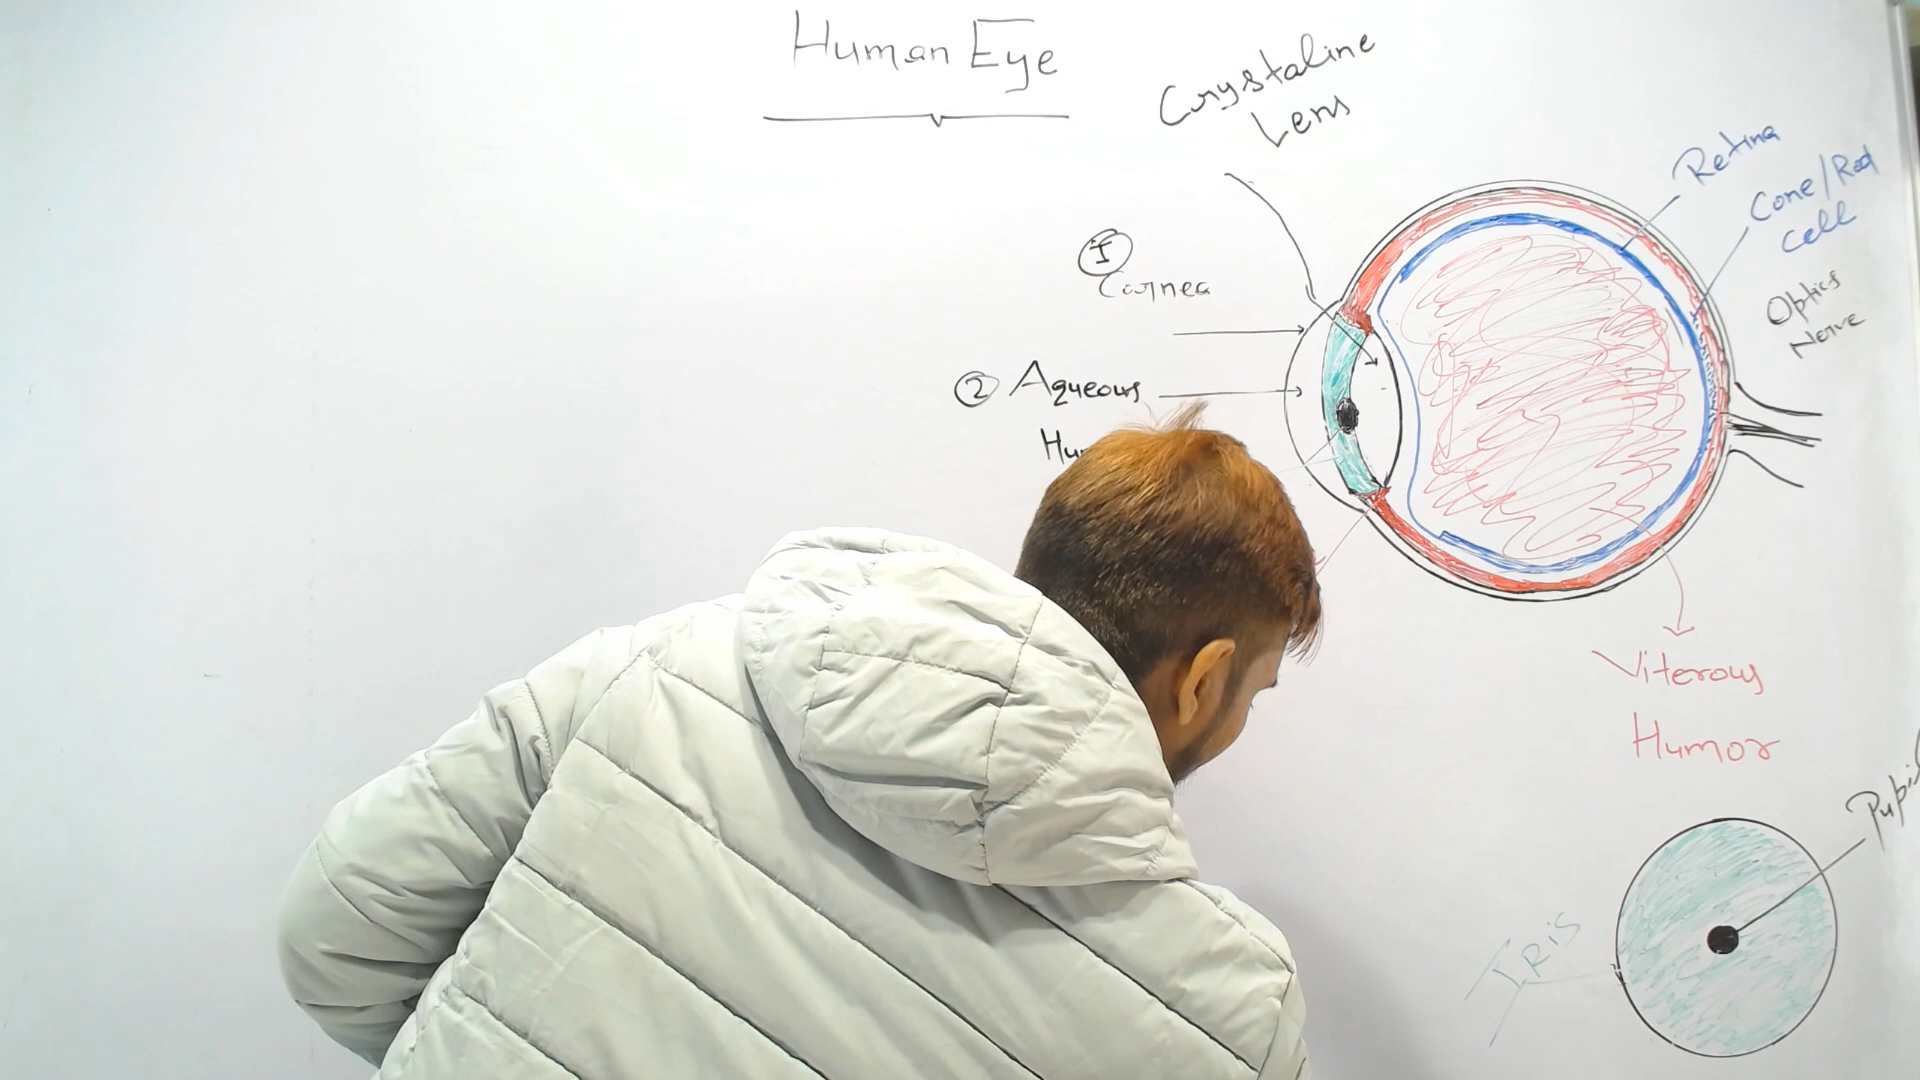 Human Eye
Crystaline
Lens
Retina
Cone/Rod
Cell
Optics
Nerve
1
Cornea
2 Aqueous
Viterous
Humor
Iris